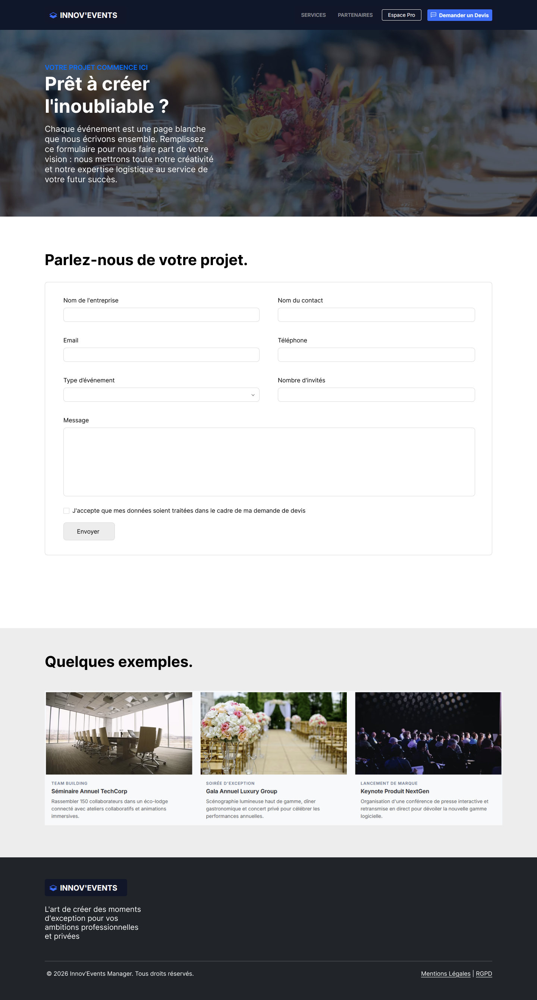 INNOV'EVENTS
SERVICES
PARTENAIRES
Espace Pro
Demander un Devis
VOTRE PROJET COMMENCE ICI
Prêt à créer
l'inoubliable ?
Chaque événement est une page blanche
que nous écrivons ensemble. Remplissez
ce formulaire pour nous faire part de votre
vision : nous mettrons toute notre créativité
et notre expertise logistique au service de
votre futur succès.
Parlez-nous de votre projet.
Nom de l'entreprise
Nom du contact
Email
Téléphone
Type d’événement
Nombre d'invités
Message
J'accepte que mes données soient traitées dans le cadre de ma demande de devis
Envoyer
Quelques exemples.
TEAM BUILDING
Séminaire Annuel TechCorp
Rassembler 150 collaborateurs dans un éco-lodge
connecté avec ateliers collaboratifs et animations
immersives.
SOIRÉE D'EXCEPTION
Gala Annuel Luxury Group
Scénographie lumineuse haut de gamme, dîner
gastronomique et concert privé pour célébrer les
performances annuelles.
LANCEMENT DE MARQUE
Keynote Produit NextGen
Organisation d'une conférence de presse interactive et
retransmise en direct pour dévoiler la nouvelle gamme
logicielle.
INNOV'EVENTS
L'art de créer des moments
d'exception pour vos
ambitions professionnelles
et privées
© 2026 Innov'Events Manager. Tous droits réservés.
Mentions Légales | RGPD